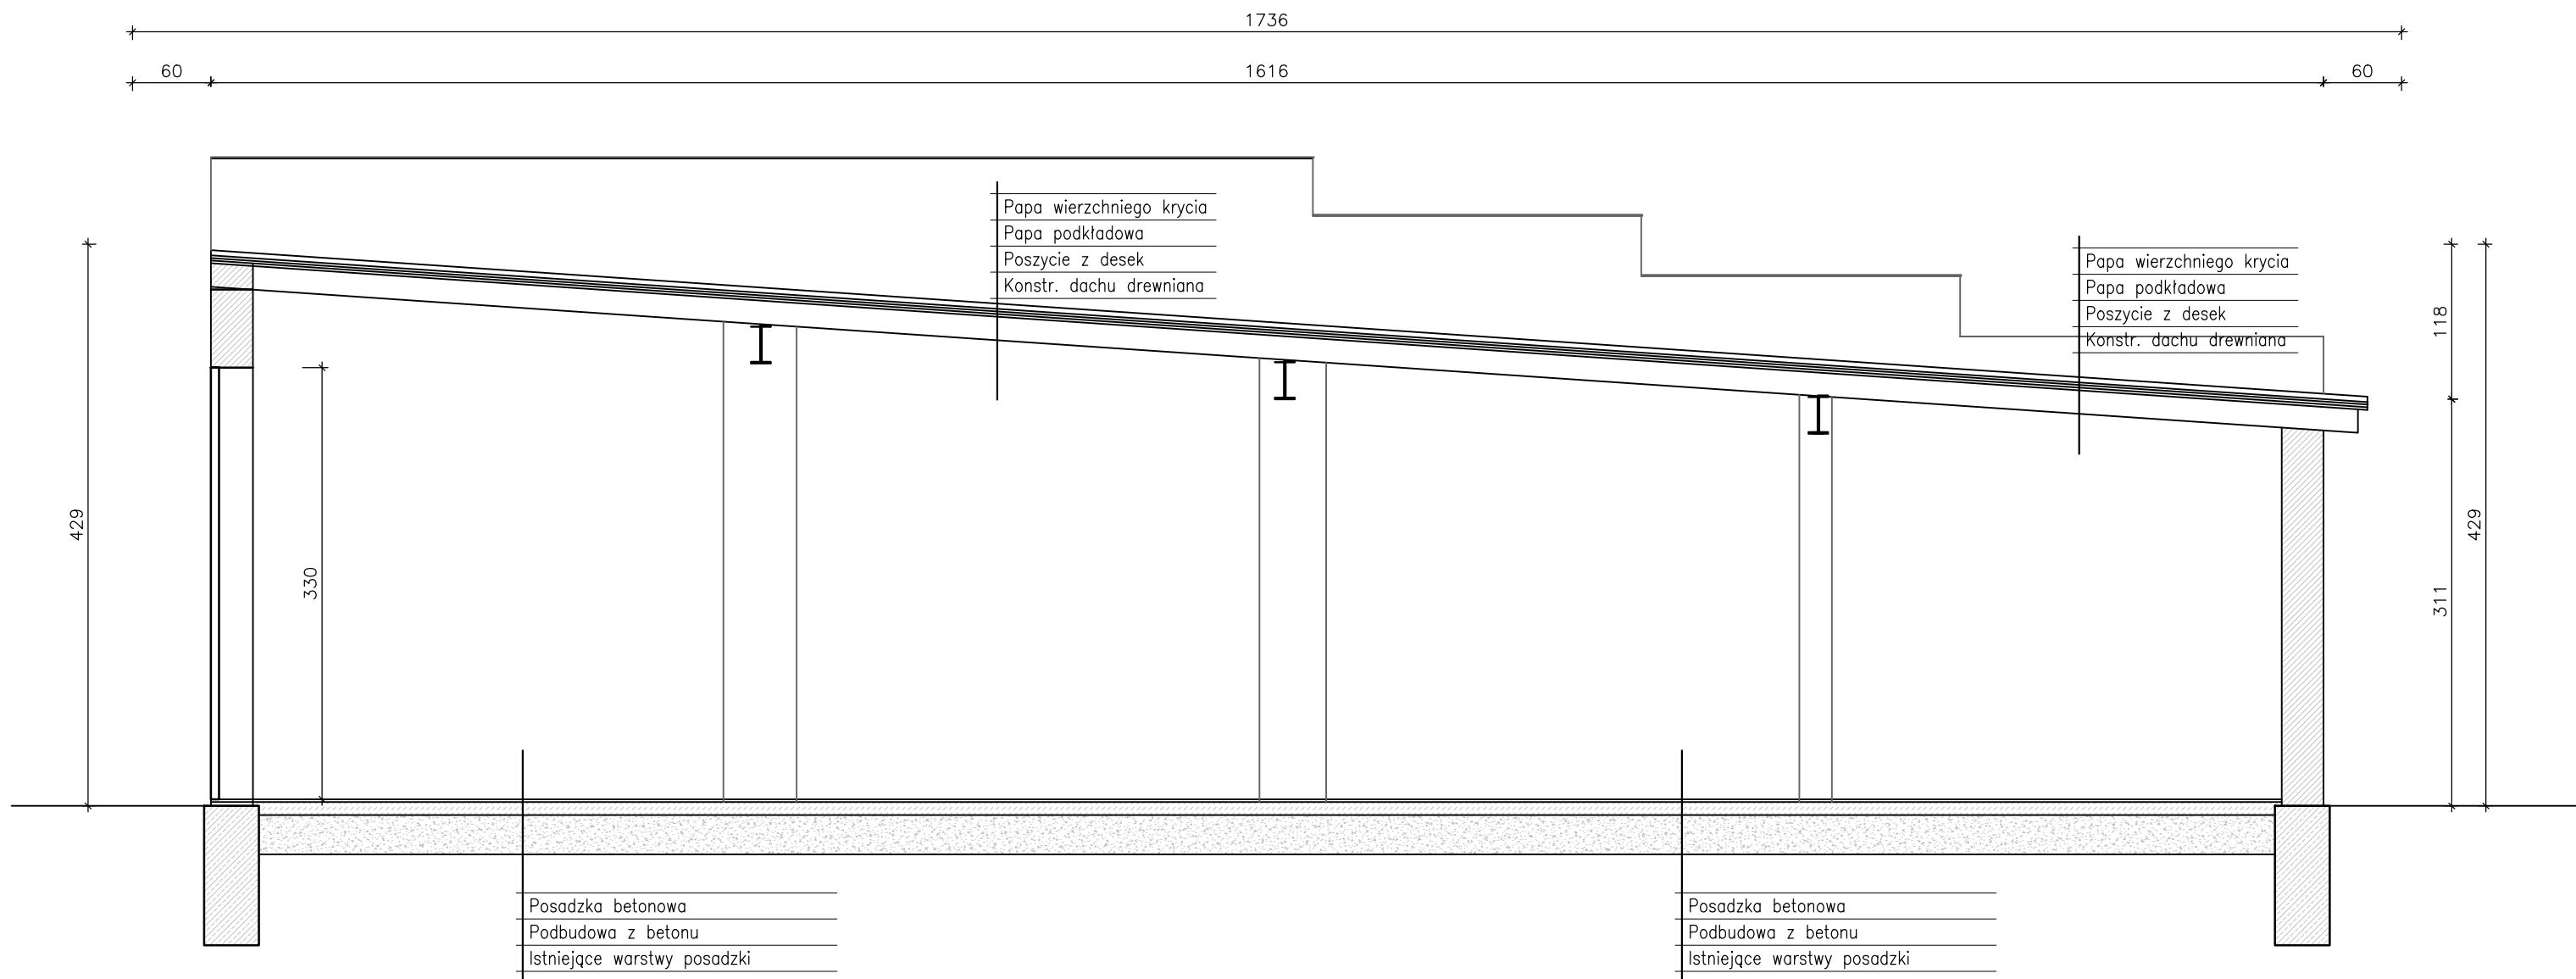 1736
60
1616
60
Papa wierzchniego krycia
Papa podkładowa
Poszycie z desek
Konstr. dachu drewniana
Papa wierzchniego krycia
Papa podkładowa
Poszycie z desek
Konstr. dachu drewniana
118
429
330
311
429
Posadzka betonowa
Podbudowa z betonu
Istniejące warstwy posadzki
Posadzka betonowa
Podbudowa z betonu
Istniejące warstwy posadzki